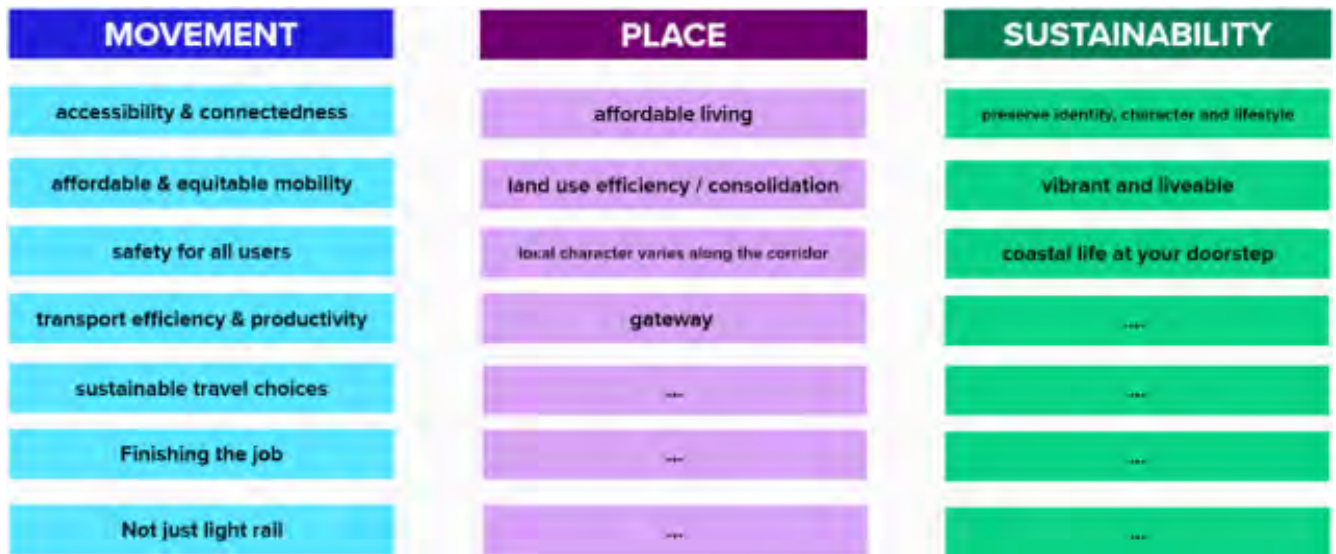 MOVEMENT
accessibility & connectedness
affordable & equitable mobility
safety for all users
transport efficiency & productivity
sustainable travel choices
Finishing the job
Not just light rail
PLACE
affordable living
land use efficiency / consolidation
local character varies along the corridor
gateway
...
...
...
SUSTAINABILITY
preserve identity, character and lifestyle
vibrant and liveable
coastal life at your doorstep
....
...
...
...